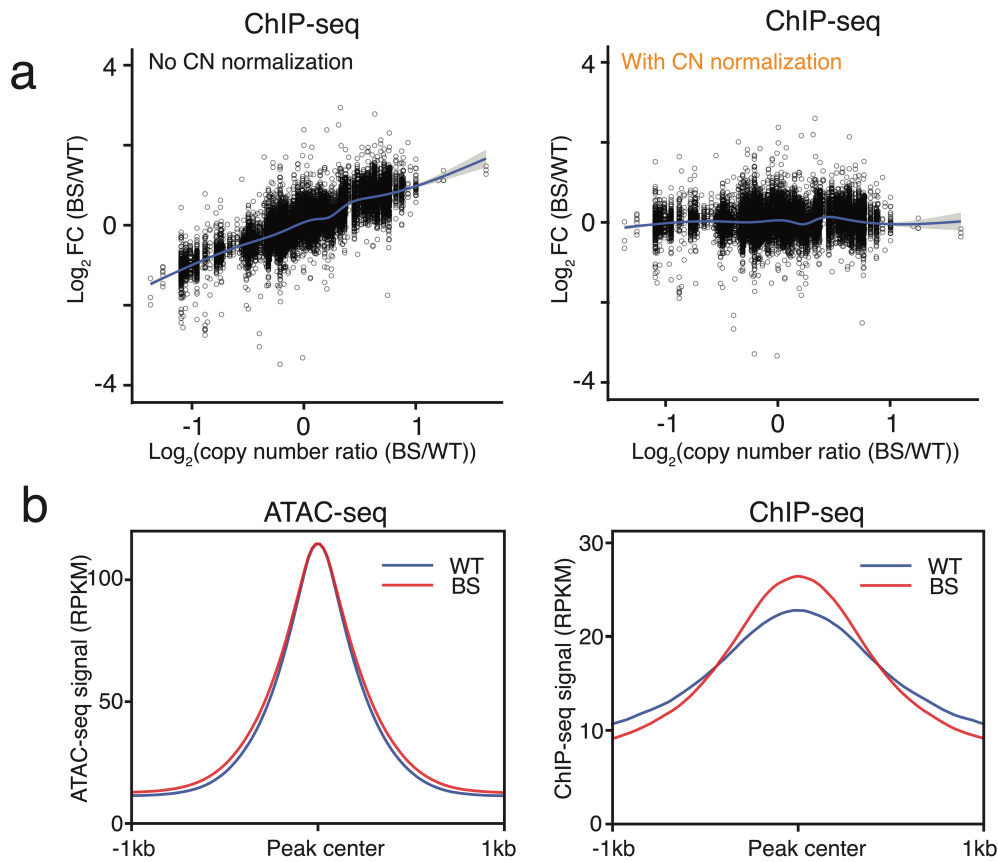 a
ChIP-seq
No CN normalization
4
0
-4
Log2 FC (BS/WT)
-1
0
1
Log2(copy number ratio (BS/WT))
ChIP-seq
With CN normalization
4
0
-4
Log2 FC (BS/WT)
-1
0
1
Log2(copy number ratio (BS/WT))
b
ATAC-seq
WT
BS
100
50
0
ATAC-seq signal (RPKM)
-1kb
Peak center
1kb
ChIP-seq
WT
BS
30
20
10
0
ChIP-seq signal (RPKM)
-1kb
Peak center
1kb